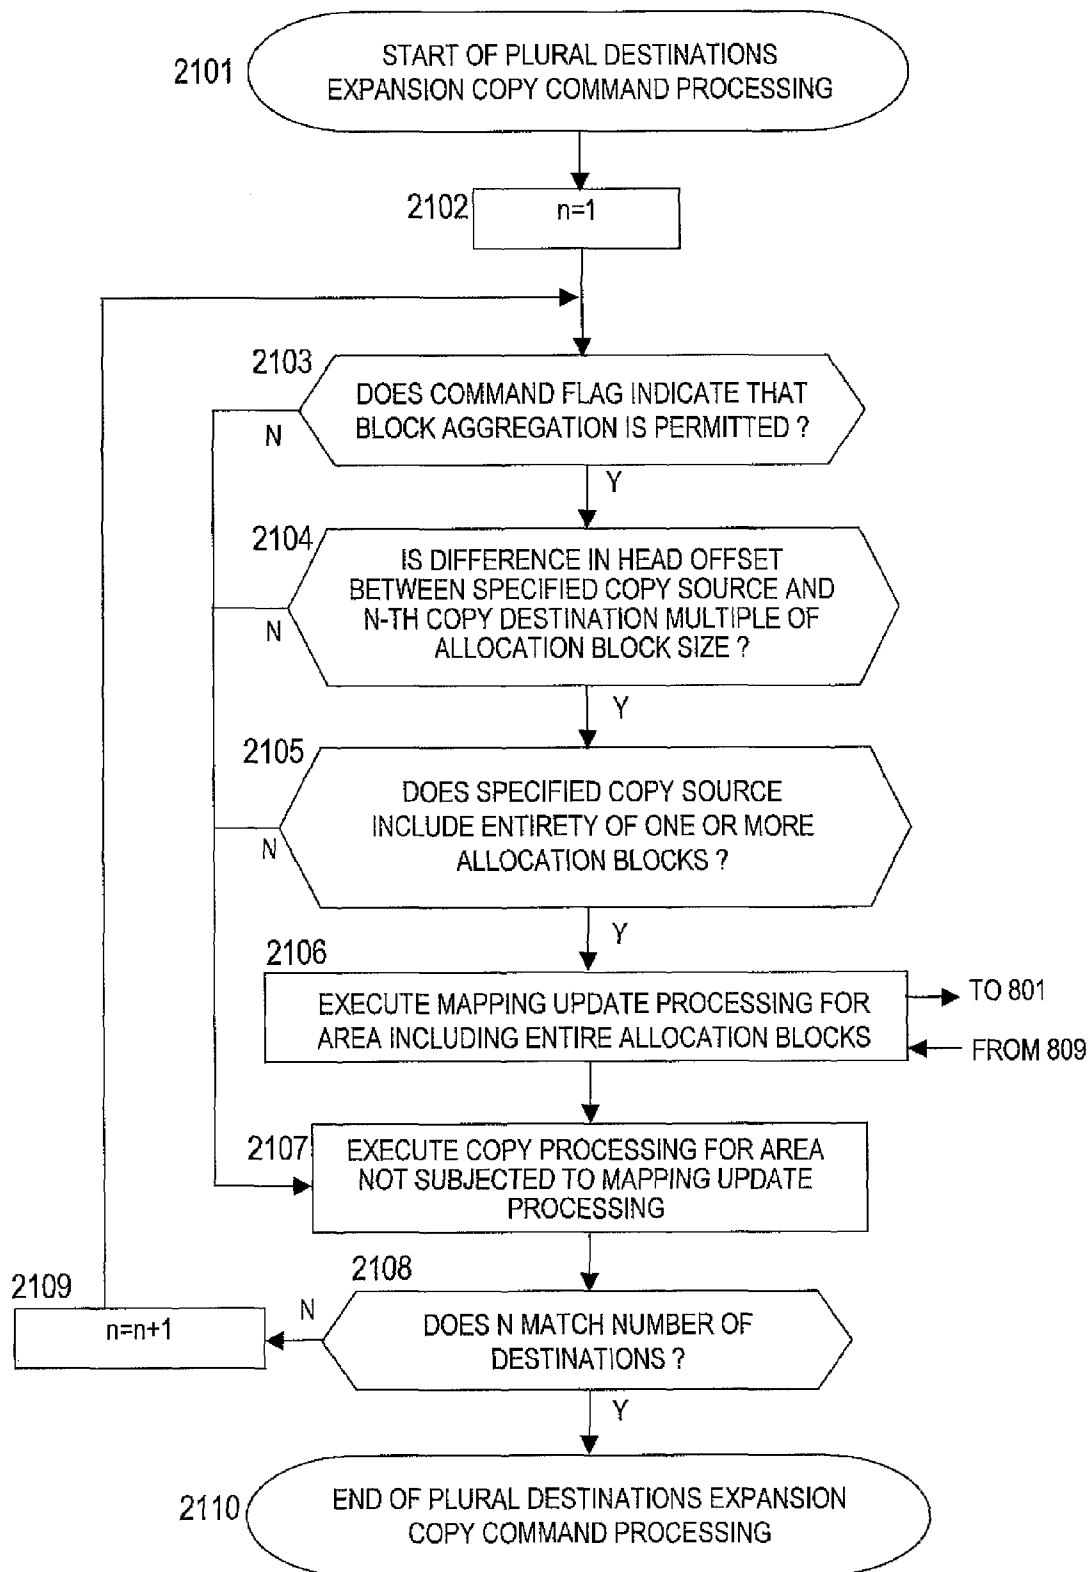 2101
START OF PLURAL DESTINATIONS
EXPANSION COPY COMMAND PROCESSING
2102
n=1
2103
DOES COMMAND FLAG INDICATE THAT
BLOCK AGGREGATION IS PERMITTED ?
N
Y
2104
IS DIFFERENCE IN HEAD OFFSET
BETWEEN SPECIFIED COPY SOURCE AND
N-TH COPY DESTINATION MULTIPLE OF
ALLOCATION BLOCK SIZE ?
N
Y
2105
DOES SPECIFIED COPY SOURCE
INCLUDE ENTIRETY OF ONE OR MORE
ALLOCATION BLOCKS ?
N
Y
2106
EXECUTE MAPPING UPDATE PROCESSING FOR
AREA INCLUDING ENTIRE ALLOCATION BLOCKS
TO 801
FROM 809
2107
EXECUTE COPY PROCESSING FOR AREA
NOT SUBJECTED TO MAPPING UPDATE
PROCESSING
2108
DOES N MATCH NUMBER OF
DESTINATIONS ?
N
2109
n=n+1
Y
2110
END OF PLURAL DESTINATIONS EXPANSION
COPY COMMAND PROCESSING